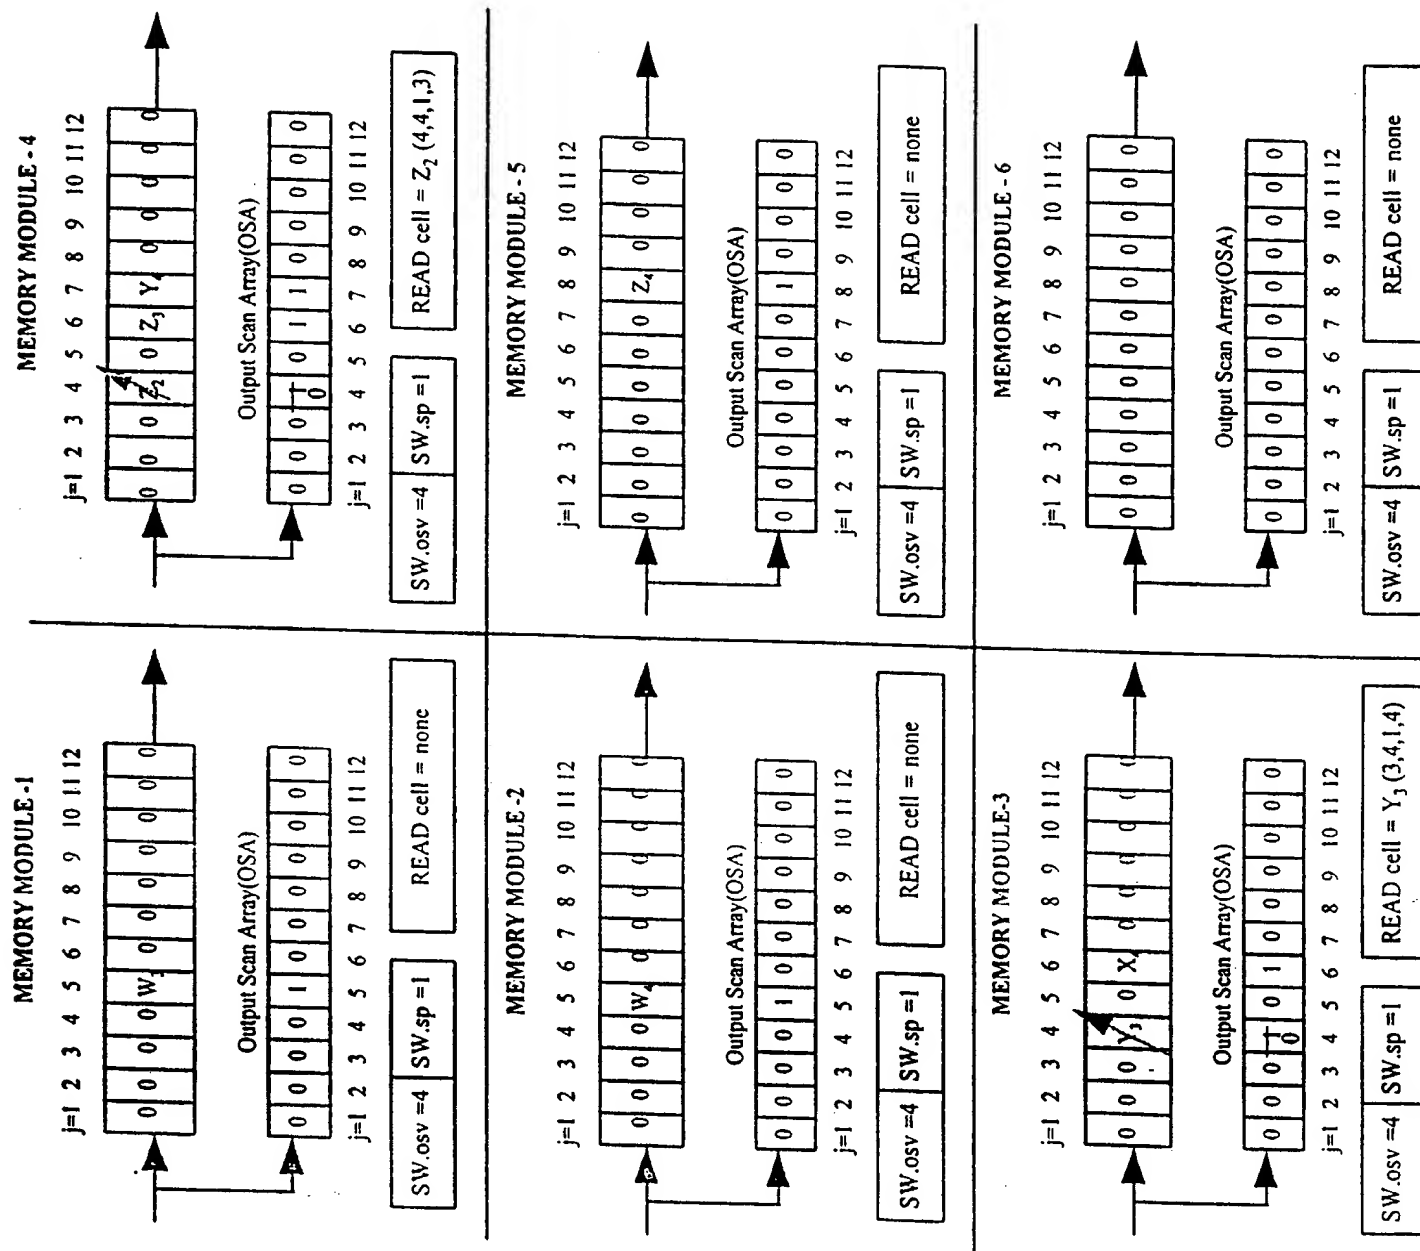 MEMORY MODULE -1
j=1 2 3 4 5 6 7 8 9 10 11 12
0 0 0 0 W 0 0 0 0 0 0 0
Output Scan Array(OSA)
0 0 0 0 1 0 0 0 0 0 0 0
j=1 2 3 4 5 6 7 8 9 10 11 12
SW.osv =4 SW.sp =1
READ cell = none
MEMORY MODULE - 4
j=1 2 3 4 5 6 7 8 9 10 11 12
0 0 0 Z₂ 0 Z₃ Y₄ 0 0 0 0 0
Output Scan Array(OSA)
0 0 0 1 0 1 1 0 0 0 0 0
0
j=1 2 3 4 5 6 7 8 9 10 11 12
SW.osv =4 SW.sp =1
READ cell = Z₂ (4,4,1,3)
MEMORY MODULE -2
j=1 2 3 4 5 6 7 8 9 10 11 12
0 0 0 0 W₄ 0 0 0 0 0 0 0
Output Scan Array(OSA)
0 0 0 0 1 0 0 0 0 0 0 0
j=1 2 3 4 5 6 7 8 9 10 11 12
SW.osv =4 SW.sp =1
READ cell = none
MEMORY MODULE - 5
j=1 2 3 4 5 6 7 8 9 10 11 12
0 0 0 0 0 0 0 Z₄ 0 0 0 0
Output Scan Array(OSA)
0 0 0 0 0 0 0 1 0 0 0 0
j=1 2 3 4 5 6 7 8 9 10 11 12
SW.osv =4 SW.sp =1
READ cell = none
MEMORY MODULE-3
j=1 2 3 4 5 6 7 8 9 10 11 12
0 0 0 Y₃ 0 X 0 0 0 0 0 0
Output Scan Array(OSA)
0 0 0 1 0 1 0 0 0 0 0 0
0
j=1 2 3 4 5 6 7 8 9 10 11 12
SW.osv =4 SW.sp =1
READ cell = Y₃ (3,4,1,4)
MEMORY MODULE - 6
j=1 2 3 4 5 6 7 8 9 10 11 12
0 0 0 0 0 0 0 0 0 0 0 0
Output Scan Array(OSA)
0 0 0 0 0 0 0 0 0 0 0 0
j=1 2 3 4 5 6 7 8 9 10 11 12
SW.osv =4 SW.sp =1
READ cell = none